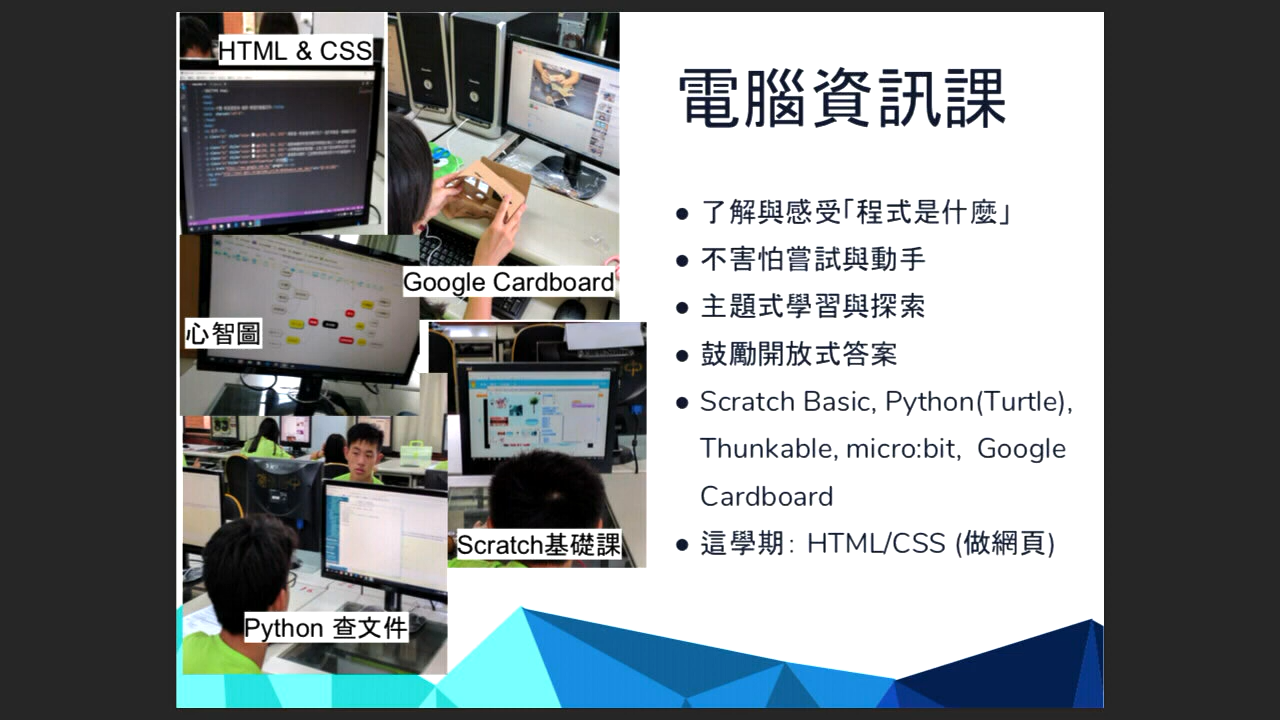 HTML & CSS
Google Cardboard
心智圖
Scratch基礎課
Python 查文件
電腦資訊課
● 了解與感受「程式是什麼」
● 不害怕嘗試與動手
● 主題式學習與探索
● 鼓勵開放式答案
● Scratch Basic, Python(Turtle),
Thunkable, micro:bit, Google
Cardboard
● 這學期: HTML/CSS (做網頁)